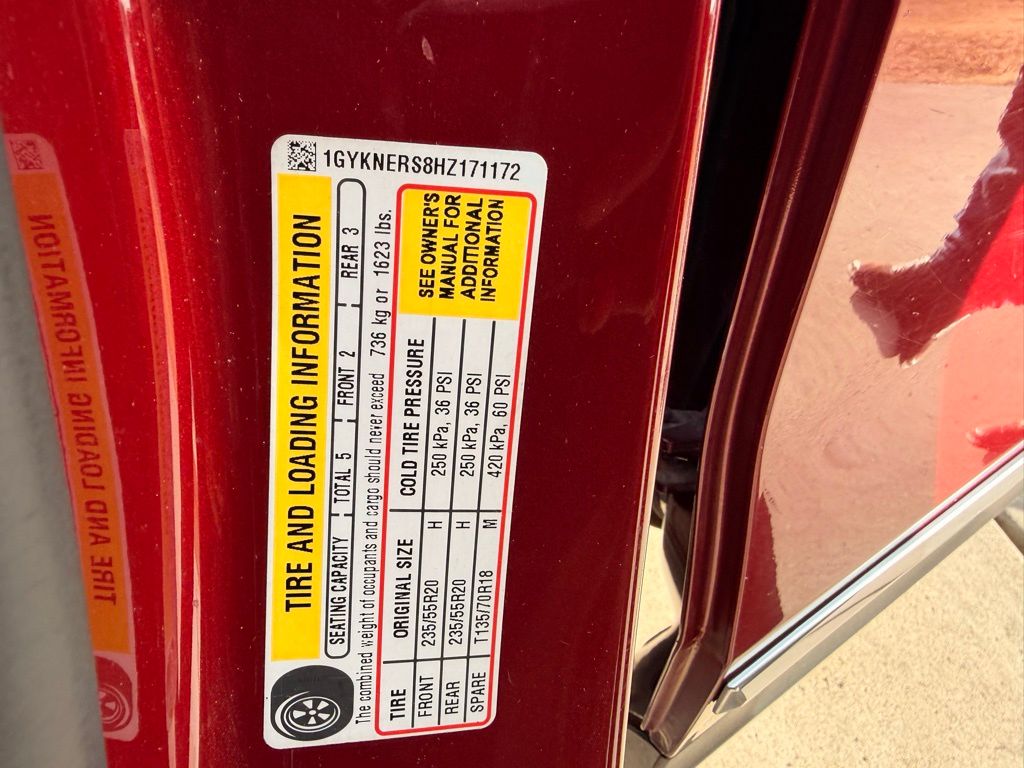 1GYKNERS8HZ171172
TIRE AND LOADING INFORMATION
SEATING CAPACITY TOTAL 5 FRONT 2 REAR 3
The combined weight of occupants and cargo should never exceed 736 kg or 1623 lbs.
TIRE ORIGINAL SIZE COLD TIRE PRESSURE
FRONT 235/55R20 H 250 kPa, 36 PSI
REAR 235/55R20 H 250 kPa, 36 PSI
SPARE T135/70R18 M 420 kPa, 60 PSI
SEE OWNER'S
MANUAL FOR
ADDITIONAL
INFORMATION
TIRE AND LOADING INFORMATION